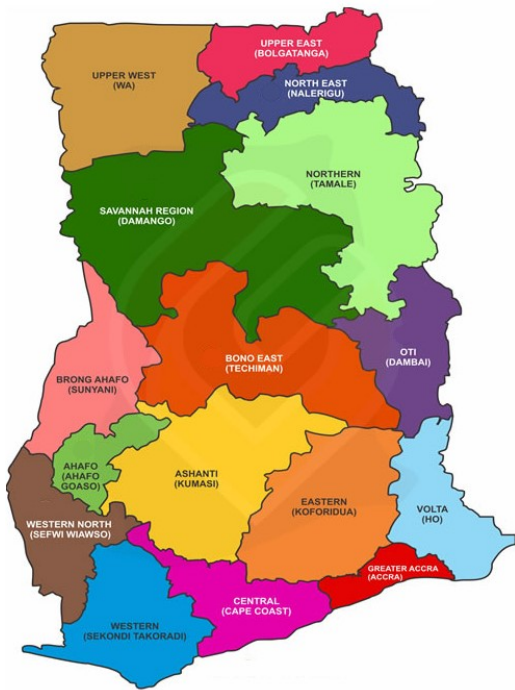 UPPER EAST
(BOLGATANGA)
UPPER WEST
(WA)
NORTH EAST
(NALERIGU)
NORTHERN
(TAMALE)
SAVANNAH REGION
(DAMANGO)
BONO EAST
(TECHIMAN)
OTI
(DAMBAI)
BRONG AHAFO
(SUNYANI)
AHAFO
(AHAFO
GOASO)
ASHANTI
(KUMASI)
EASTERN
(KOFORIDUA)
VOLTA
(HO)
WESTERN NORTH
(SEFWI WIAWSO)
GREATER ACCRA
(ACCRA)
CENTRAL
(CAPE COAST)
WESTERN
(SEKONDI TAKORADI)